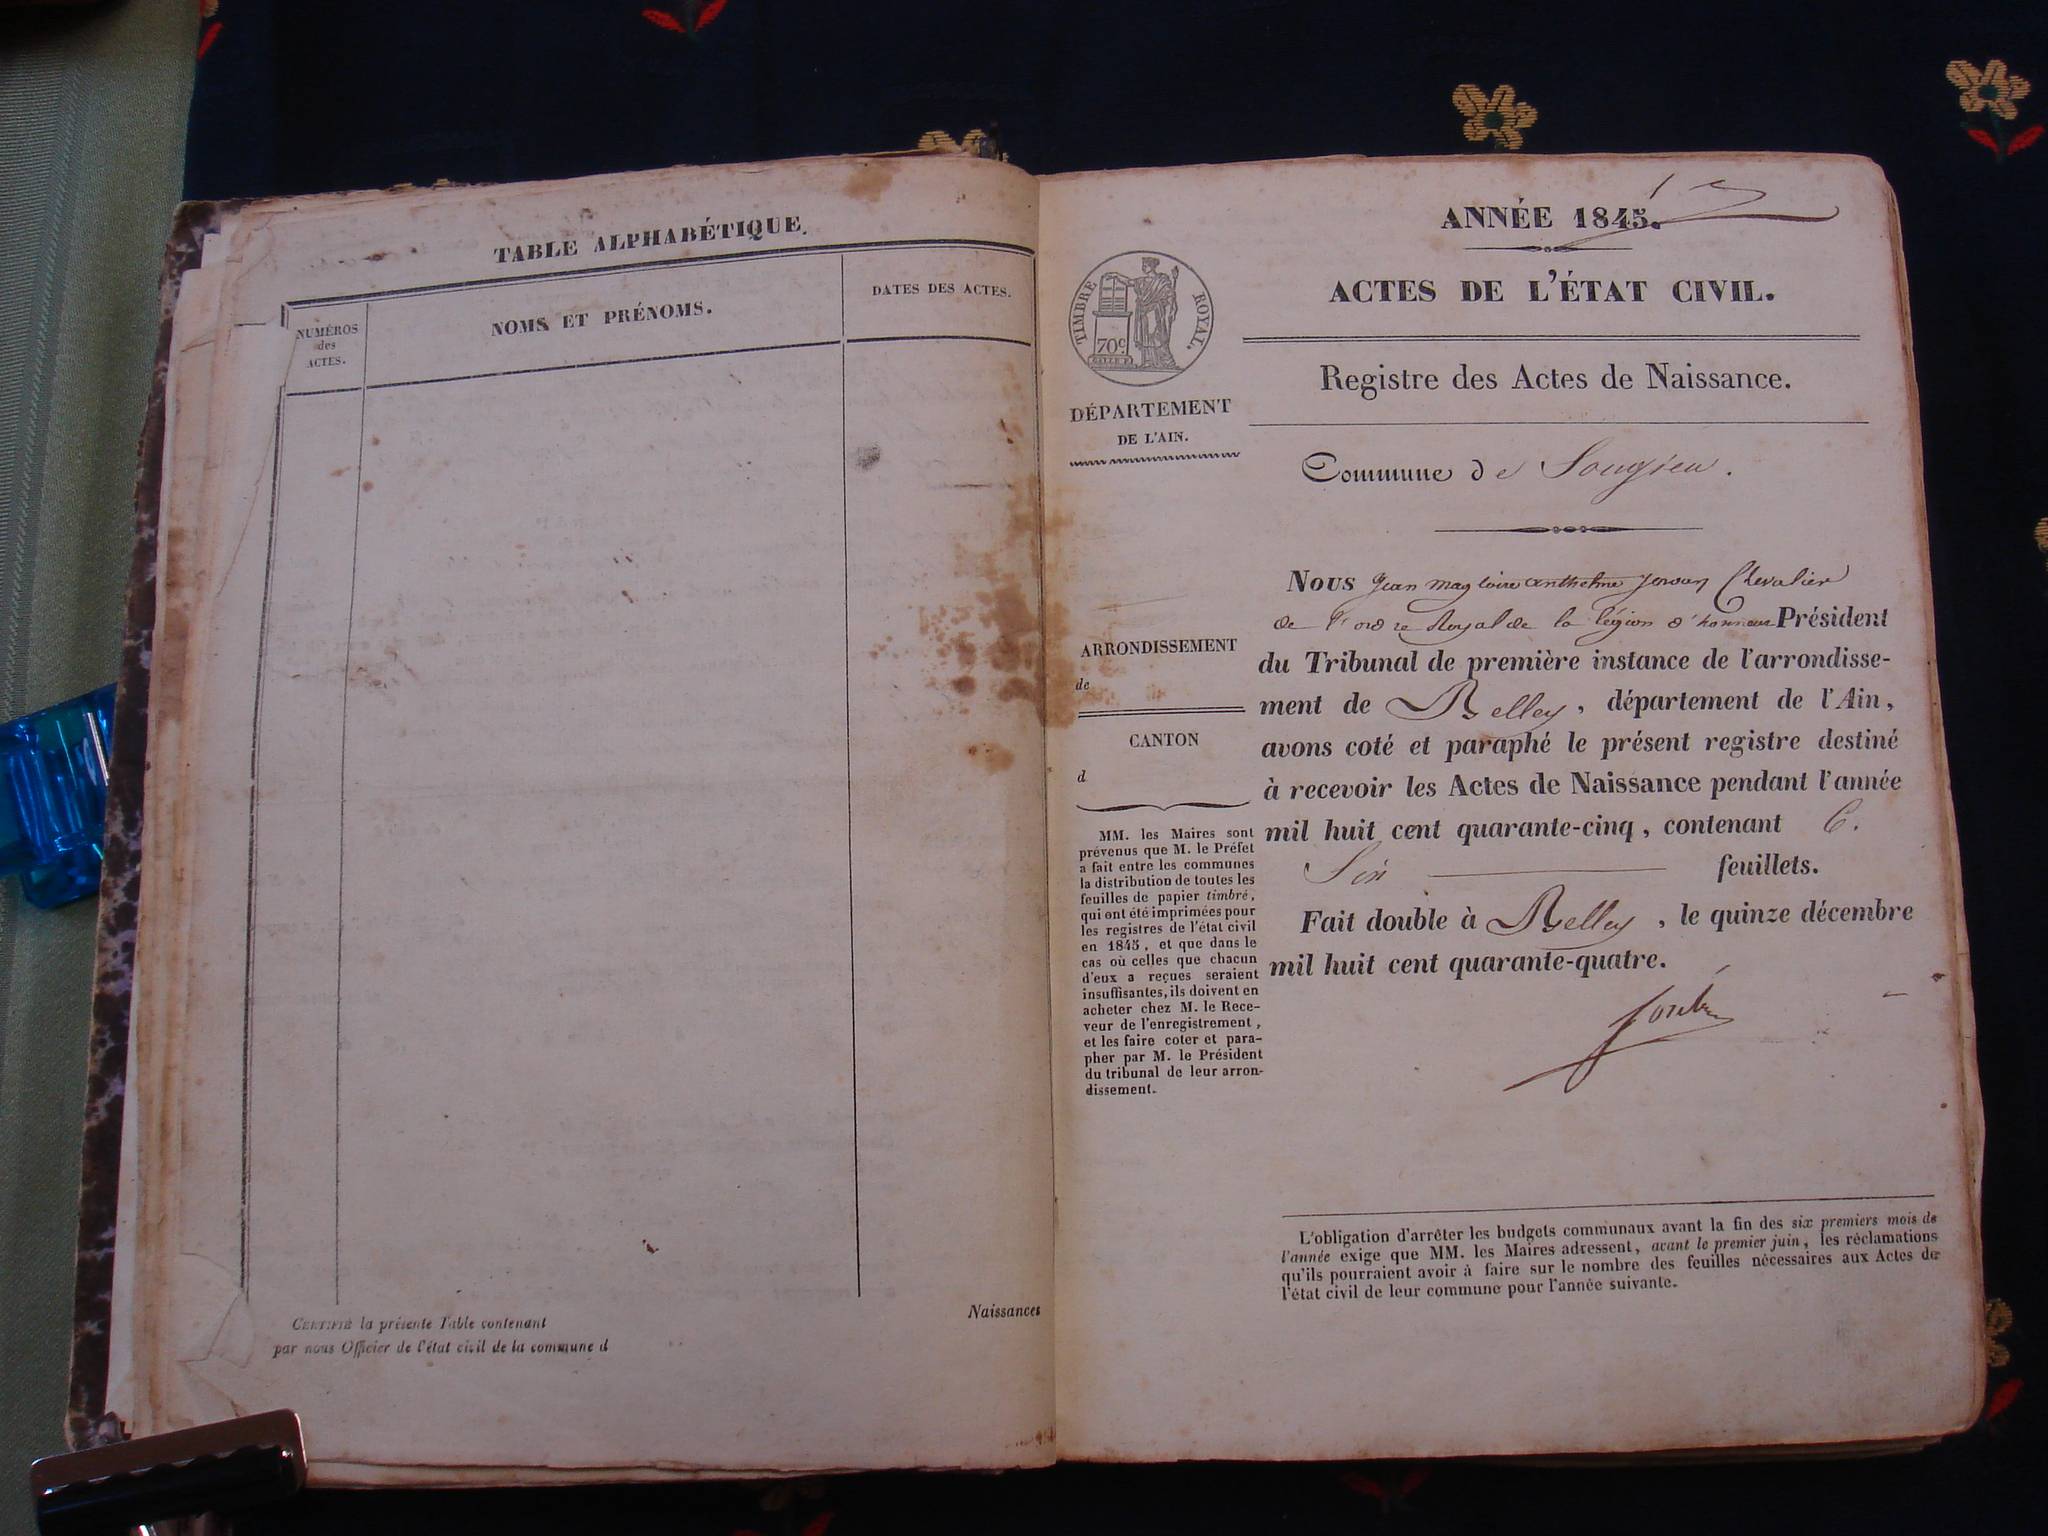 TABLE ALPHABÉTIQUE.
NUMÉROS
des
ACTES.
NOMS ET PRÉNOMS.
DATES DES ACTES.
CERTIFIÉ la présente Table contenant
par nous Officier de l'état civil de la commune d
Naissances
ANNÉE 1845.
ACTES DE L'ÉTAT CIVIL.
TIMBRE ROYAL.
70c
Registre des Actes de Naissance.
DÉPARTEMENT
DE L'AIN.
Commune de Songieu.
ARRONDISSEMENT
de
CANTON
d
MM. les Maires sont
prévenus que M. le Préfet
a fait entre les communes
la distribution de toutes les
feuilles de papier timbré,
qui ont été imprimées pour
les registres de l'état civil
en 1845, et que dans le
cas où celles que chacun
d'eux a reçues seraient
insuffisantes, ils doivent en
acheter chez M. le Rece-
veur de l'enregistrement,
et les faire coter et para-
pher par M. le Président
du tribunal de leur arron-
dissement.
Nous Jean Magloire anthelme Chevalier
de l'ordre Royal de la légion d'honneur Président
du Tribunal de première instance de l'arrondisse-
ment de Belley, département de l'Ain,
avons coté et paraphé le présent registre destiné
à recevoir les Actes de Naissance pendant l'année
mil huit cent quarante-cinq, contenant 6.
Six feuillets.
Fait double à Belley, le quinze décembre
mil huit cent quarante-quatre.
L'obligation d'arrêter les budgets communaux avant la fin des six premiers mois de
l'année exige que MM. les Maires adressent, avant le premier juin, les réclamations
qu'ils pourraient avoir à faire sur le nombre des feuilles nécessaires aux Actes de
l'état civil de leur commune pour l'année suivante.